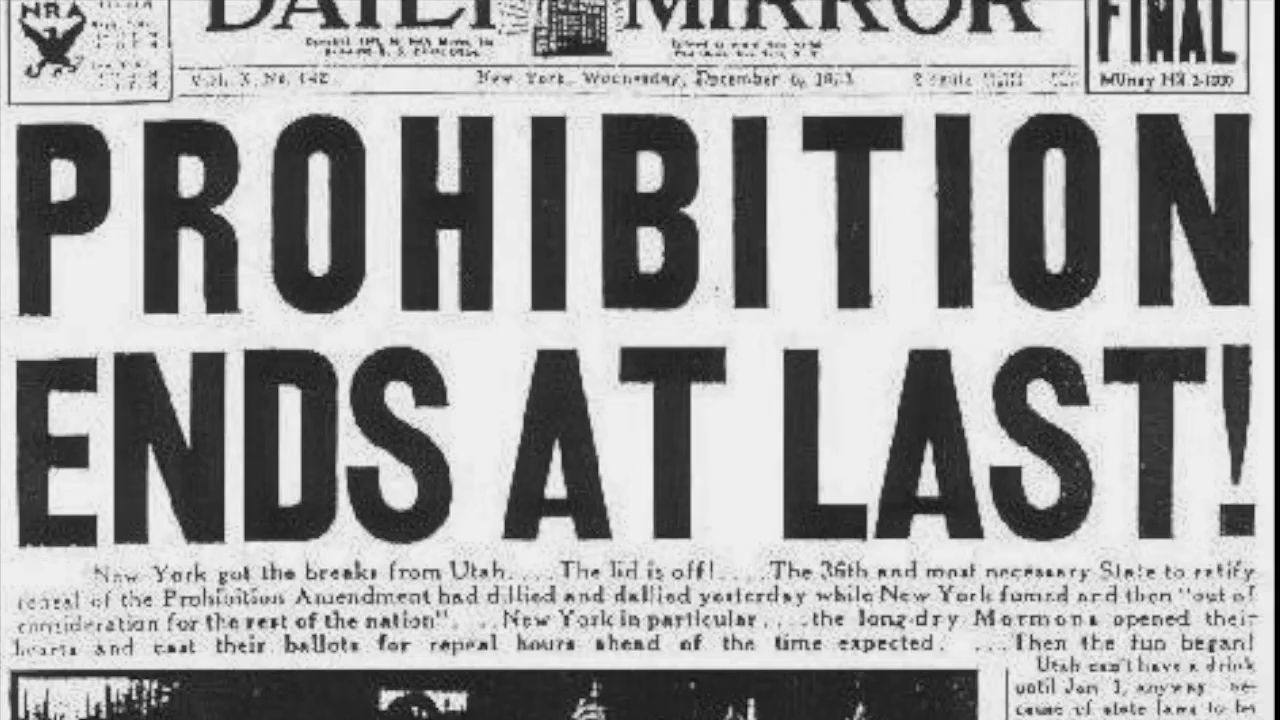 NRA
DAILY MIRROR
FINAL
New York, Wednesday, December 6, 1933
MUrray Hil 2-1000
PROHIBITION
ENDS AT LAST!
New York got the breaks from Utah. . . . The lid is off! . . . . The 36th and most necessary State to ratify
repeal of the Prohibition Amendment had dillied and dallied yesterday while New York fumed and then "out of
consideration for the rest of the nation" . . . . New York in particular . . . . the long-dry Mormons opened their
hearts and cast their ballots for repeal hours ahead of the time expected. . . . Then the fun began!
Utah can't have a drink
until Jan. 1, anyway, be-
cause of state laws to be